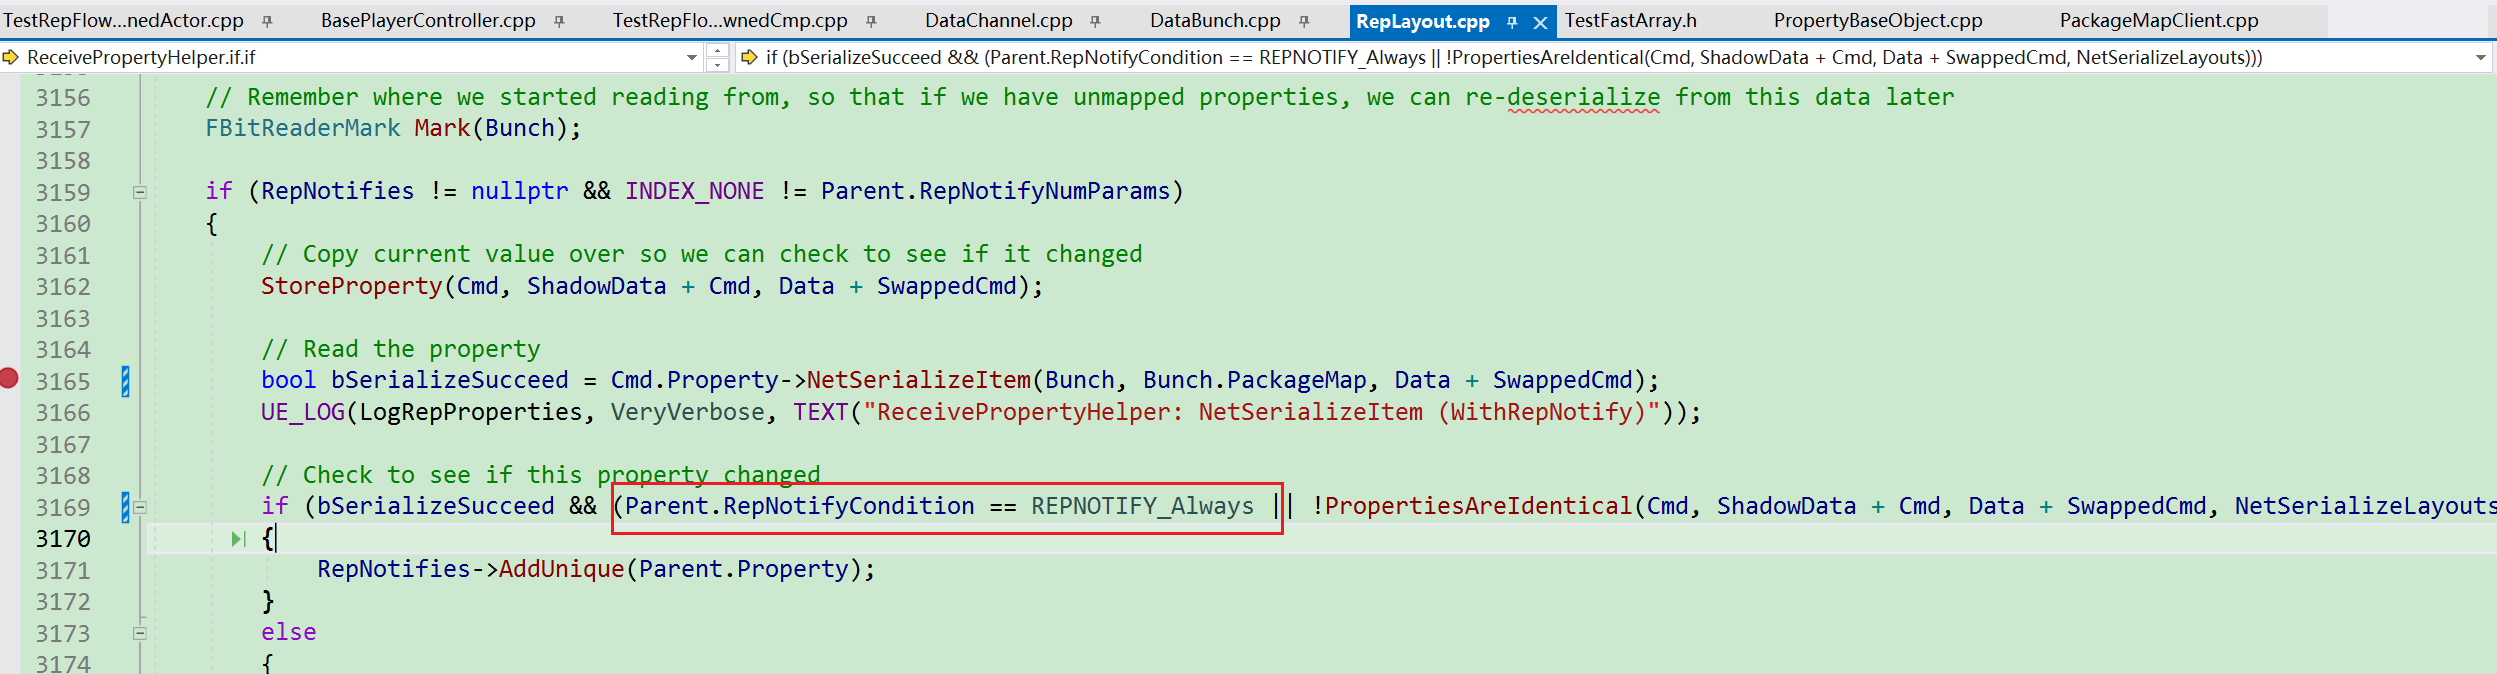 TestRepFlow...nedActor.cpp BasePlayerController.cpp TestRepFlo...wnedCmp.cpp DataChannel.cpp DataBunch.cpp RepLayout.cpp TestFastArray.h PropertyBaseObject.cpp PackageMapClient.cpp
ReceivePropertyHelper.if.if if (bSerializeSucceed && (Parent.RepNotifyCondition == REPNOTIFY_Always || !PropertiesAreIdentical(Cmd, ShadowData + Cmd, Data + SwappedCmd, NetSerializeLayouts)))
3156 // Remember where we started reading from, so that if we have unmapped properties, we can re-deserialize from this data later
3157 FBitReaderMark Mark(Bunch);
3158
3159 if (RepNotifies != nullptr && INDEX_NONE != Parent.RepNotifyNumParams)
3160 {
3161 // Copy current value over so we can check to see if it changed
3162 StoreProperty(Cmd, ShadowData + Cmd, Data + SwappedCmd);
3163
3164 // Read the property
3165 bool bSerializeSucceed = Cmd.Property->NetSerializeItem(Bunch, Bunch.PackageMap, Data + SwappedCmd);
3166 UE_LOG(LogRepProperties, VeryVerbose, TEXT("ReceivePropertyHelper: NetSerializeItem (WithRepNotify)"));
3167
3168 // Check to see if this property changed
3169 if (bSerializeSucceed && (Parent.RepNotifyCondition == REPNOTIFY_Always || !PropertiesAreIdentical(Cmd, ShadowData + Cmd, Data + SwappedCmd, NetSerializeLayouts
3170 {
3171 RepNotifies->AddUnique(Parent.Property);
3172 }
3173 else
3174 {